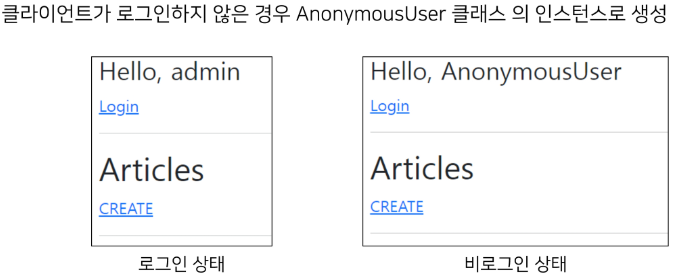 클라이언트가 로그인하지 않은 경우 AnonymousUser 클래스 의 인스턴스로 생성
Hello, admin
Login
Articles
CREATE
로그인 상태
Hello, AnonymousUser
Login
Articles
CREATE
비로그인 상태